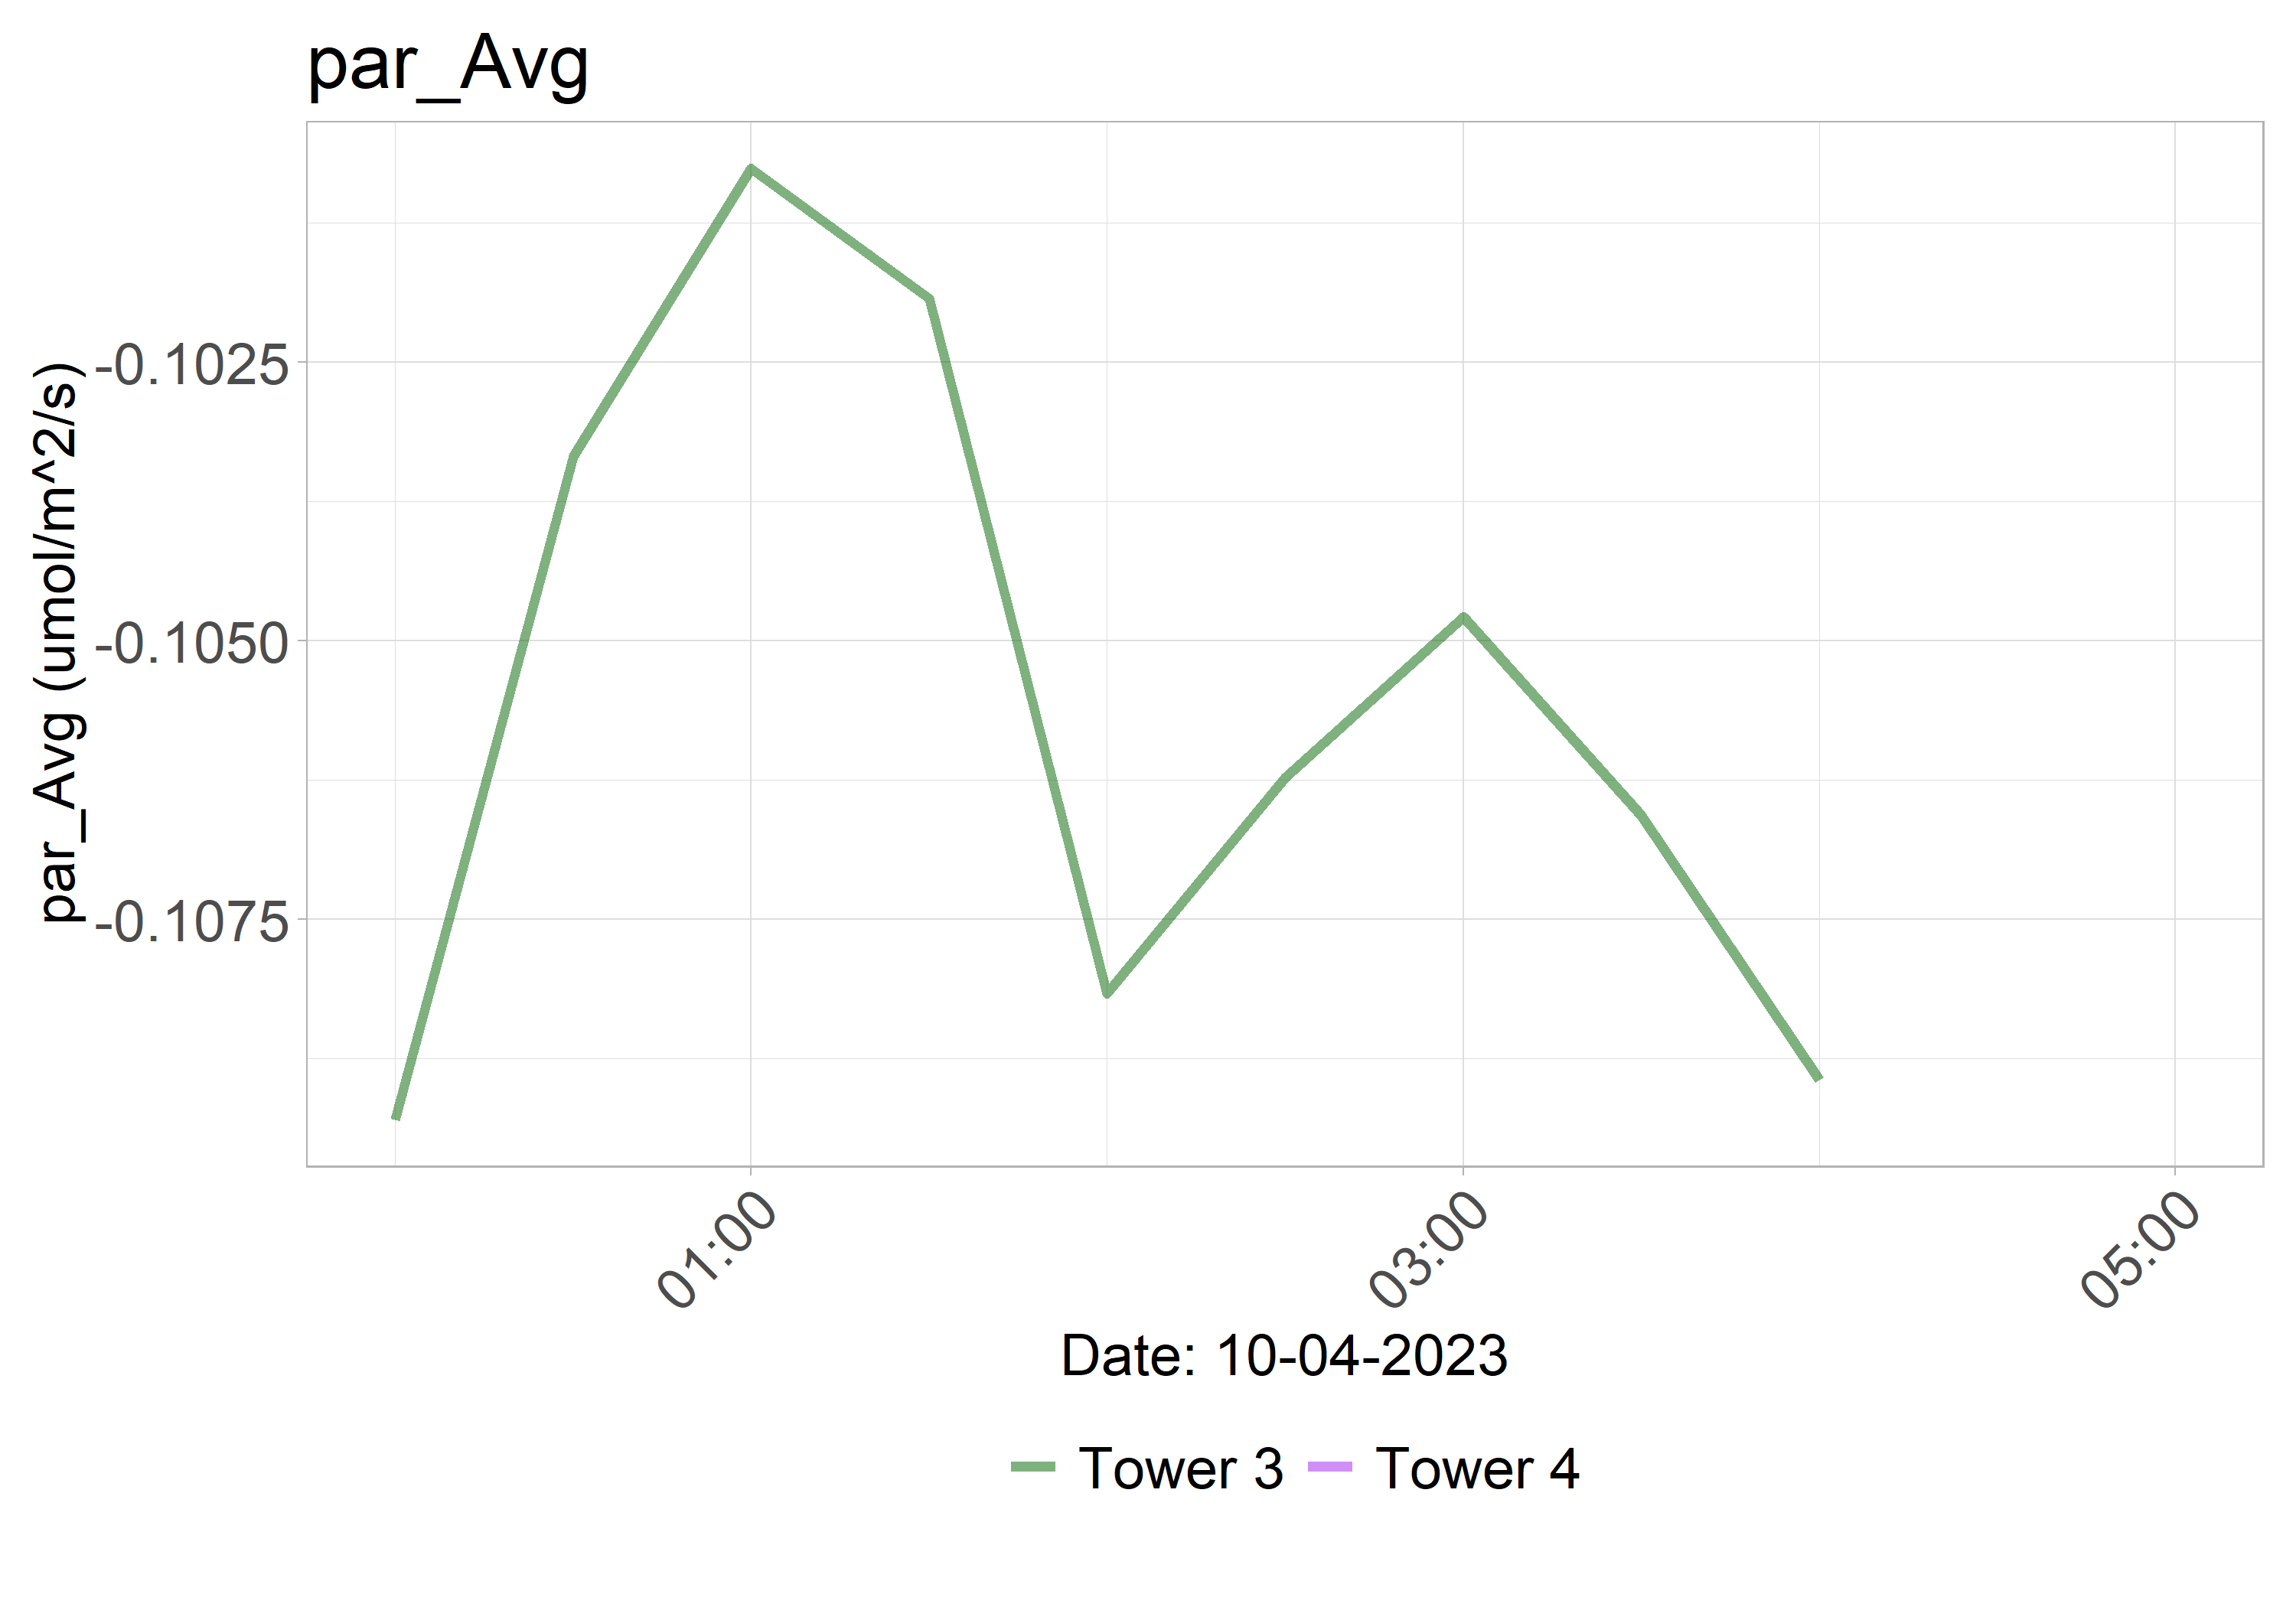 par_Avg
par_Avg (umol/m^2/s)
-0.1025
-0.1050
-0.1075
01:00
03:00
05:00
Date: 10-04-2023
Tower 3
Tower 4